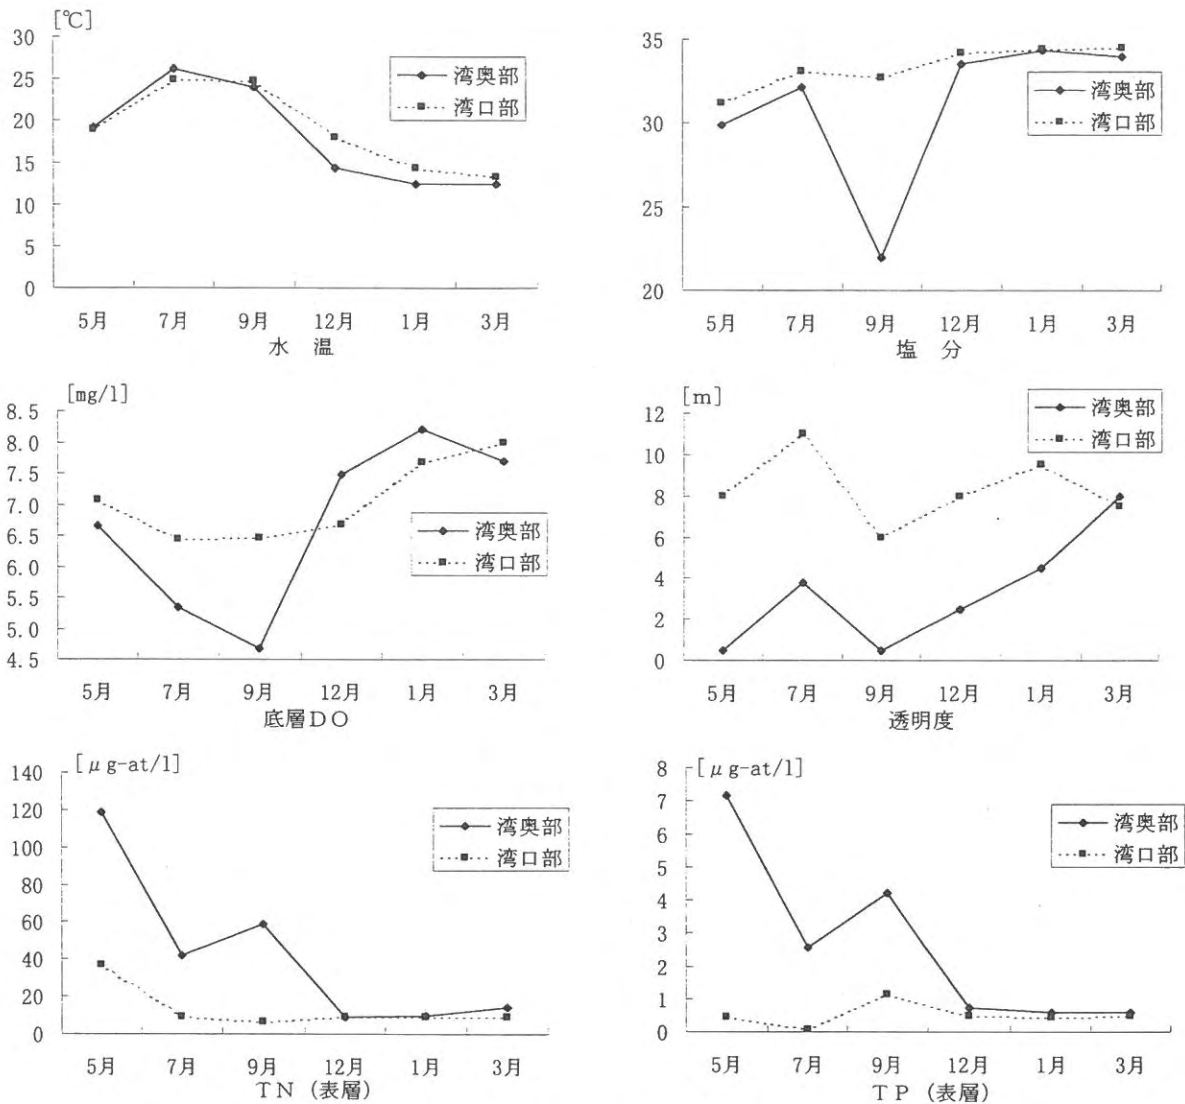 [℃]
30
25
20
15
10
5
0
湾奥部
湾口部
5月 7月 9月 12月 1月 3月
水 温
35
30
25
20
湾奥部
湾口部
5月 7月 9月 12月 1月 3月
塩 分
[mg/l]
8.5
8.0
7.5
7.0
6.5
6.0
5.5
5.0
4.5
湾奥部
湾口部
5月 7月 9月 12月 1月 3月
底層DO
[m]
12
10
8
6
4
2
0
湾奥部
湾口部
5月 7月 9月 12月 1月 3月
透明度
[μg-at/l]
140
120
100
80
60
40
20
0
湾奥部
湾口部
5月 7月 9月 12月 1月 3月
TN (表層)
[μg-at/l]
8
7
6
5
4
3
2
1
0
湾奥部
湾口部
5月 7月 9月 12月 1月 3月
TP (表層)